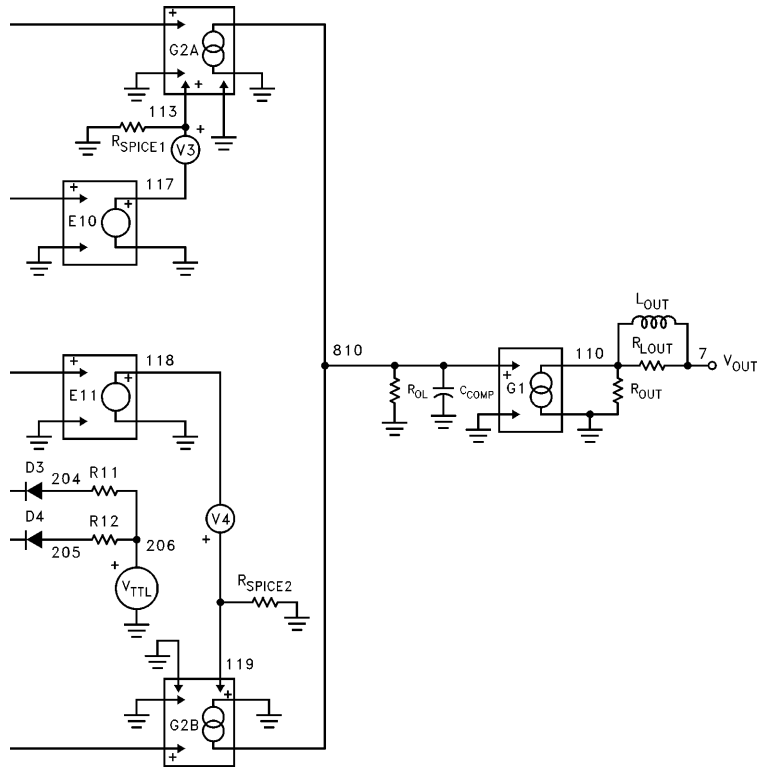 +
G2A
+
113
+
R_SPICE1
V3
117
+
+
E10
118
+
+
E11
D3
204
R11
D4
205
R12
206
+
V_TTL
V4
+
R_SPICE2
119
+
G2B
+
810
R_OL
C_COMP
+
G1
110
L_OUT
R_LOUT
R_OUT
7
V_OUT